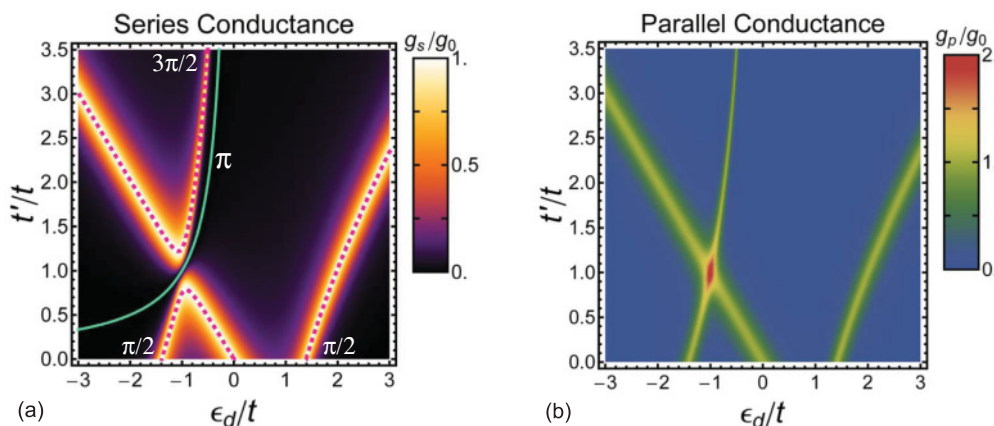 Series Conductance
g_s/g_0
1.
0.5
0.
3.5
3.0
2.5
2.0
1.5
1.0
0.5
0.0
t'/t
3π/2
π
π/2
π/2
−3 −2 −1 0 1 2 3
(a)
ϵ_d/t
Parallel Conductance
g_p/g_0
2
1
0
3.5
3.0
2.5
2.0
1.5
1.0
0.5
0.0
t'/t
−3 −2 −1 0 1 2 3
(b)
ϵ_d/t